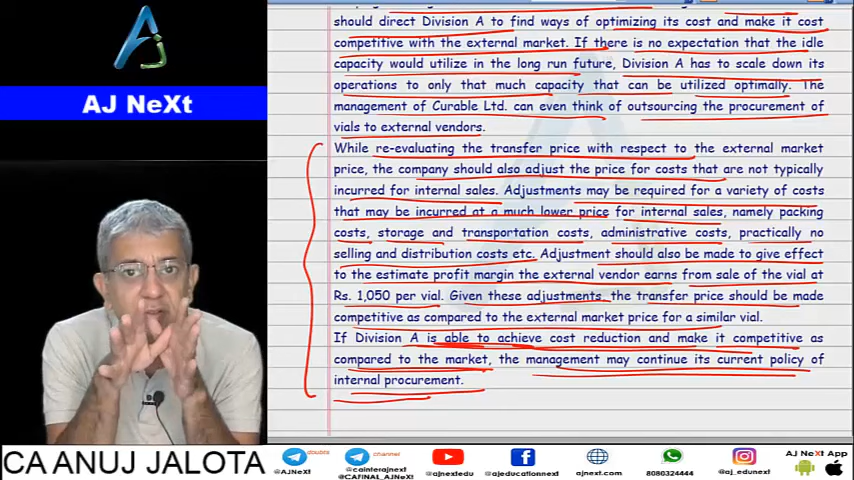 AJ NeXt
should direct Division A to find ways of optimizing its cost and make it cost
competitive with the external market. If there is no expectation that the idle
capacity would utilize in the long run future, Division A has to scale down its
operations to only that much capacity that can be utilized optimally. The
management of Curable Ltd. can even think of outsourcing the procurement of
vials to external vendors.
While re-evaluating the transfer price with respect to the external market
price, the company should also adjust the price for costs that are not typically
incurred for internal sales. Adjustments may be required for a variety of costs
that may be incurred at a much lower price for internal sales, namely packing
costs, storage and transportation costs, administrative costs, practically no
selling and distribution costs etc. Adjustment should also be made to give effect
to the estimate profit margin the external vendor earns from sale of the vial at
Rs. 1,050 per vial. Given these adjustments, the transfer price should be made
competitive as compared to the external market price for a similar vial.
If Division A is able to achieve cost reduction and make it competitive as
compared to the market, the management may continue its current policy of
internal procurement.
CA ANUJ JALOTA
doubts
@AJNeXt
channel
@cainterajnext
@CAFINAL_AJNeXt
@ajnextedu
@ajeducationnext
ajnext.com
8080324444
@aj_edunext
AJ NeXt App